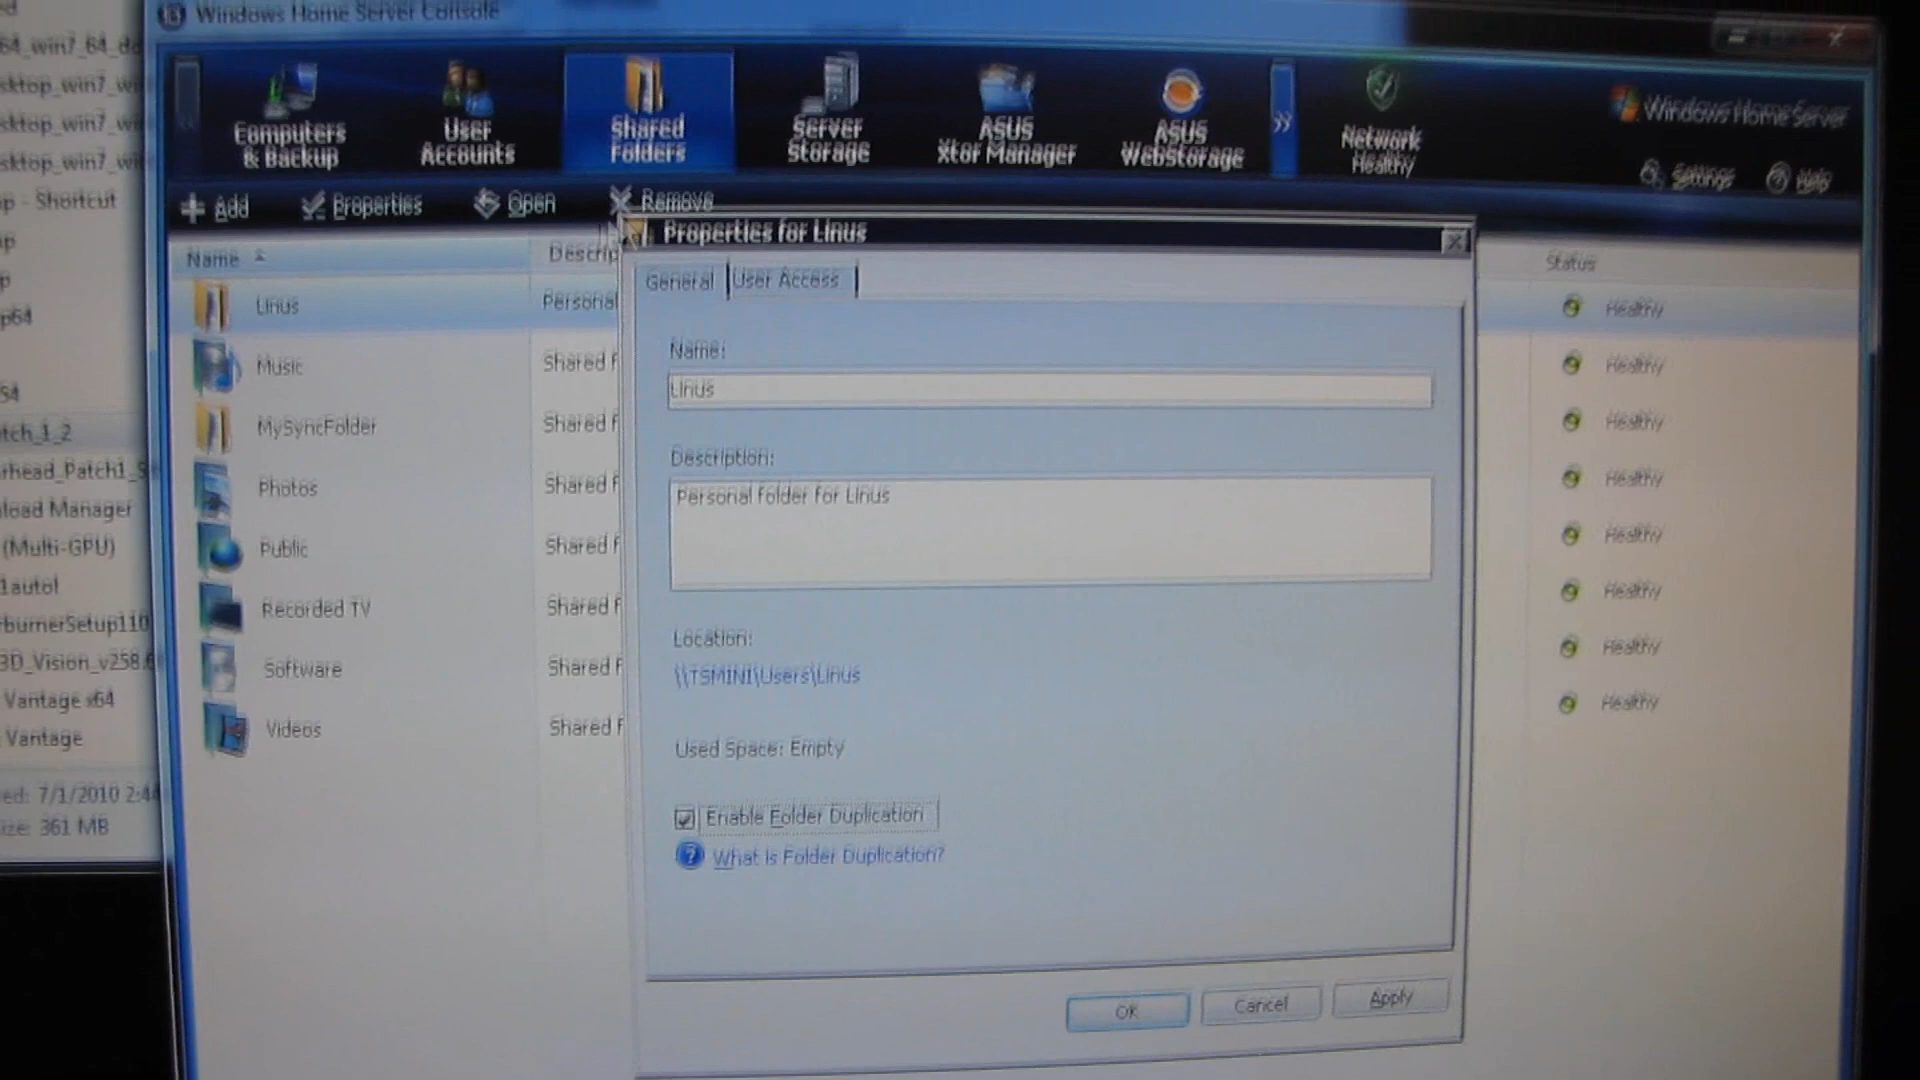 Windows Home Server Console
Computers
& Backup
User
Accounts
Shared
Folders
Server
Storage
ASUS
Xtor Manager
ASUS
WebStorage
»
Network
Healthy
Windows Home Server
Settings
Help
Add
Properties
Open
Remove
Name
Descrip
Status
Linus
Personal
Healthy
Music
Shared F
Healthy
MySyncFolder
Shared F
Healthy
Photos
Shared F
Healthy
Public
Shared F
Healthy
Recorded TV
Shared F
Healthy
Software
Shared F
Healthy
Videos
Shared F
Healthy
Properties for Linus
General
User Access
Name:
Linus
Description:
Personal folder for Linus
Location:
\\TSMINI\Users\Linus
Used Space: Empty
Enable Folder Duplication
What is Folder Duplication?
OK
Cancel
Apply
64_win7_64_dd
sktop_win7_wi
sktop_win7_wi
sktop_win7_wi
p - Shortcut
p
p
p64
64
tch_1_2
rhead_Patch1_S
load Manager
(Multi-GPU)
1autol
rburnerSetup110
3D_Vision_v258.6
Vantage x64
Vantage
ed: 7/1/2010 2:44
ize: 361 MB